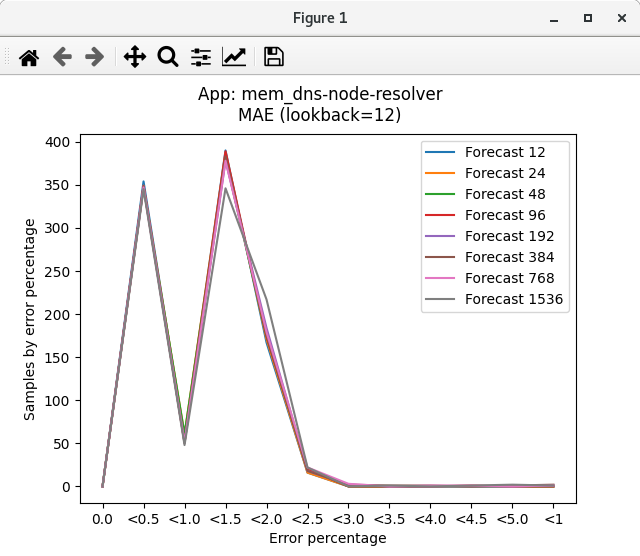 Figure 1
App: mem_dns-node-resolver
MAE (lookback=12)
Samples by error percentage
400
350
300
250
200
150
100
50
0
Forecast 12
Forecast 24
Forecast 48
Forecast 96
Forecast 192
Forecast 384
Forecast 768
Forecast 1536
0.0 <0.5 <1.0 <1.5 <2.0 <2.5 <3.0 <3.5 <4.0 <4.5 <5.0 <1
Error percentage